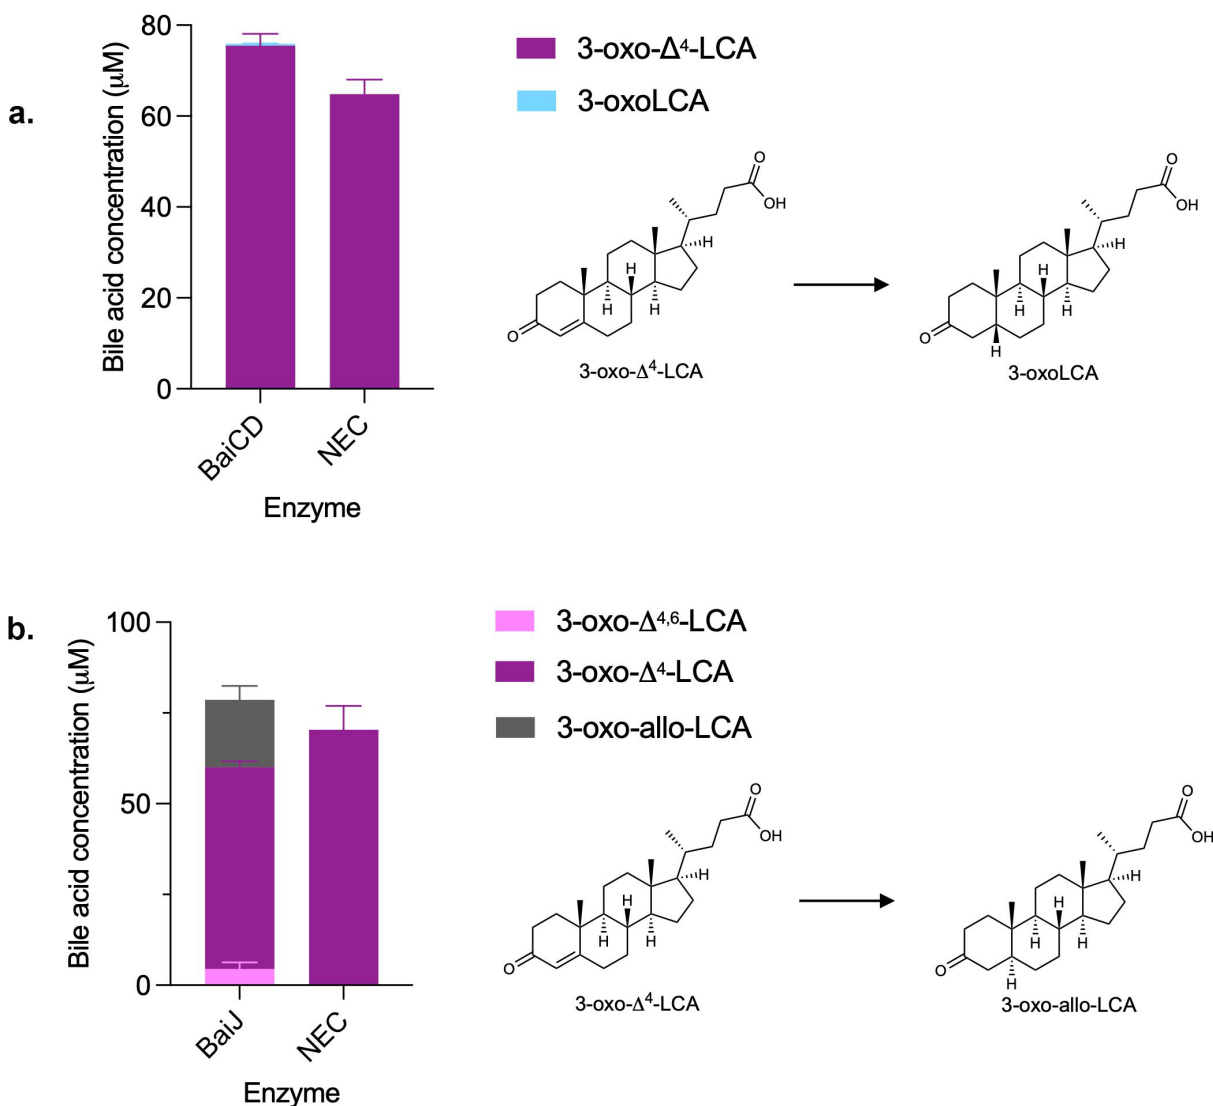 a.
Bile acid concentration (μM)
80
60
40
20
0
BaiCD
NEC
Enzyme
3-oxo-Δ⁴-LCA
3-oxoLCA
O
OH
H
H
H
H
O
3-oxo-Δ⁴-LCA
O
OH
H
H
H
H
O
H
3-oxoLCA
b.
Bile acid concentration (μM)
100
50
0
BaiJ
NEC
Enzyme
3-oxo-Δ⁴,⁶-LCA
3-oxo-Δ⁴-LCA
3-oxo-allo-LCA
O
OH
H
H
H
H
O
3-oxo-Δ⁴-LCA
O
OH
H
H
H
H
O
H
3-oxo-allo-LCA